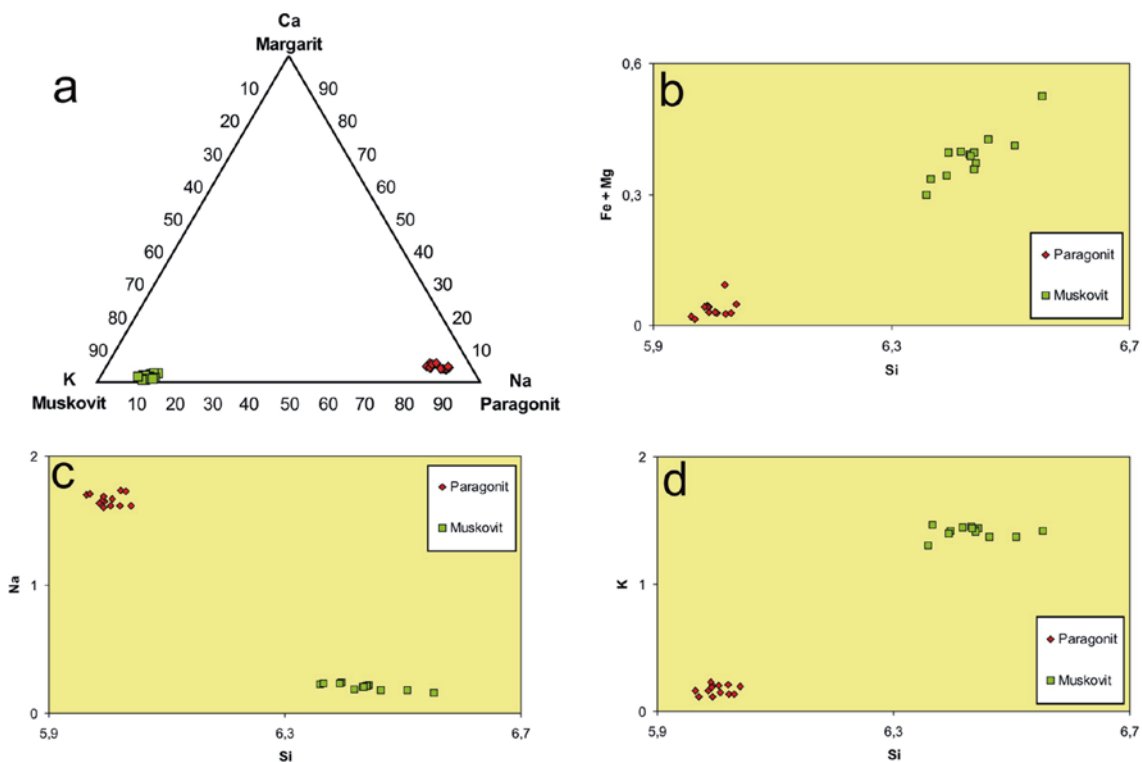 a
Ca
Margarit
10 90
20 80
30 70
40 60
50 50
60 40
70 30
80 20
90 10
K Na
Muskovit 10 20 30 40 50 60 70 80 90 Paragonit
b
0,6
0,3
0
Fe + Mg
5,9 6,3 6,7
Si
Paragonit
Muskovit
c
2
1
0
Na
5,9 6,3 6,7
Si
Paragonit
Muskovit
d
2
1
0
K
5,9 6,3 6,7
Si
Paragonit
Muskovit